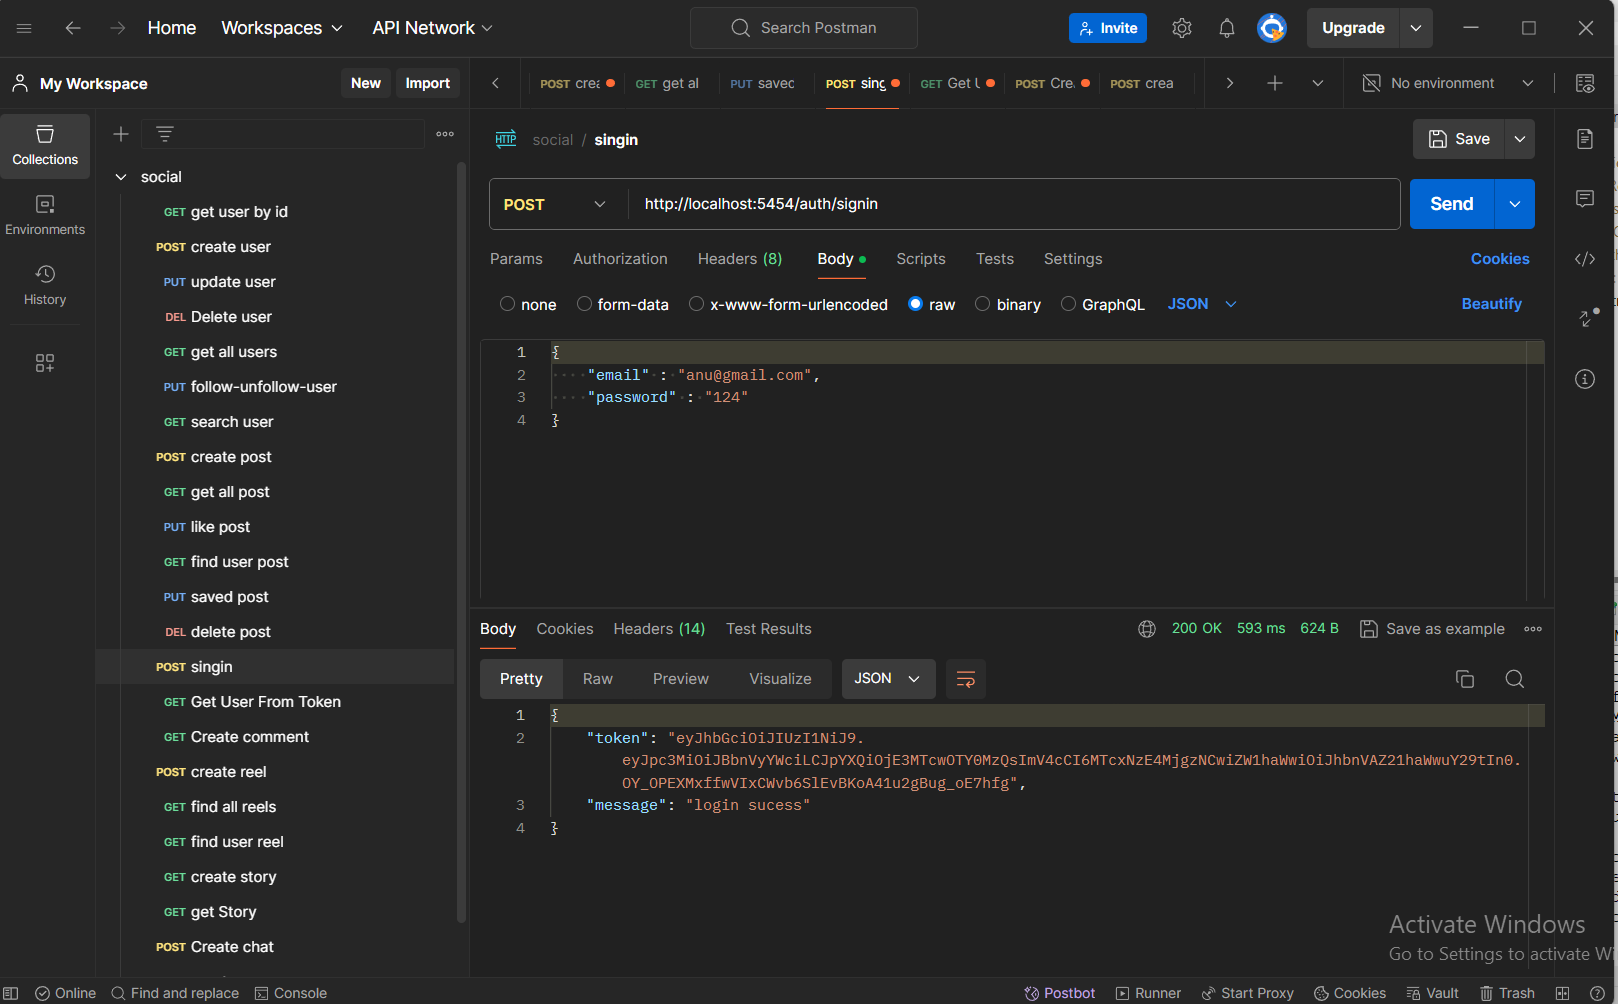 Home Workspaces API Network Search Postman Invite Upgrade
My Workspace New Import POST crea GET get al PUT savec POST sing GET Get U POST Cre. POST crea No environment
Collections
Environments
History
social
GET get user by id
POST create user
PUT update user
DEL Delete user
GET get all users
PUT follow-unfollow-user
GET search user
POST create post
GET get all post
PUT like post
GET find user post
PUT saved post
DEL delete post
POST singin
GET Get User From Token
GET Create comment
POST create reel
GET find all reels
GET find user reel
GET create story
GET get Story
POST Create chat
HTTP social / singin Save
POST http://localhost:5454/auth/signin Send
Params Authorization Headers (8) Body Scripts Tests Settings Cookies
none form-data x-www-form-urlencoded raw binary GraphQL JSON Beautify
1 {
2 "email" : "anu@gmail.com",
3 "password" : "124"
4 }
Body Cookies Headers (14) Test Results 200 OK 593 ms 624 B Save as example
Pretty Raw Preview Visualize JSON
1 {
2 "token": "eyJhbGciOiJIUzI1NiJ9.
eyJpc3MiOiJBbnVyYWciLCJpYXQiOjE3MTcwOTY0MzQsImV4cCI6MTcxNzE4MjgzNCwiZW1haWwiOiJhbnVAZ21haWwuY29tIn0.
OY_OPEXMxffwVIxCWvb6SlEvBKoA41u2gBug_oE7hfg",
3 "message": "login sucess"
4 }
Activate Windows
Go to Settings to activate Wi
Online Find and replace Console Postbot Runner Start Proxy Cookies Vault Trash